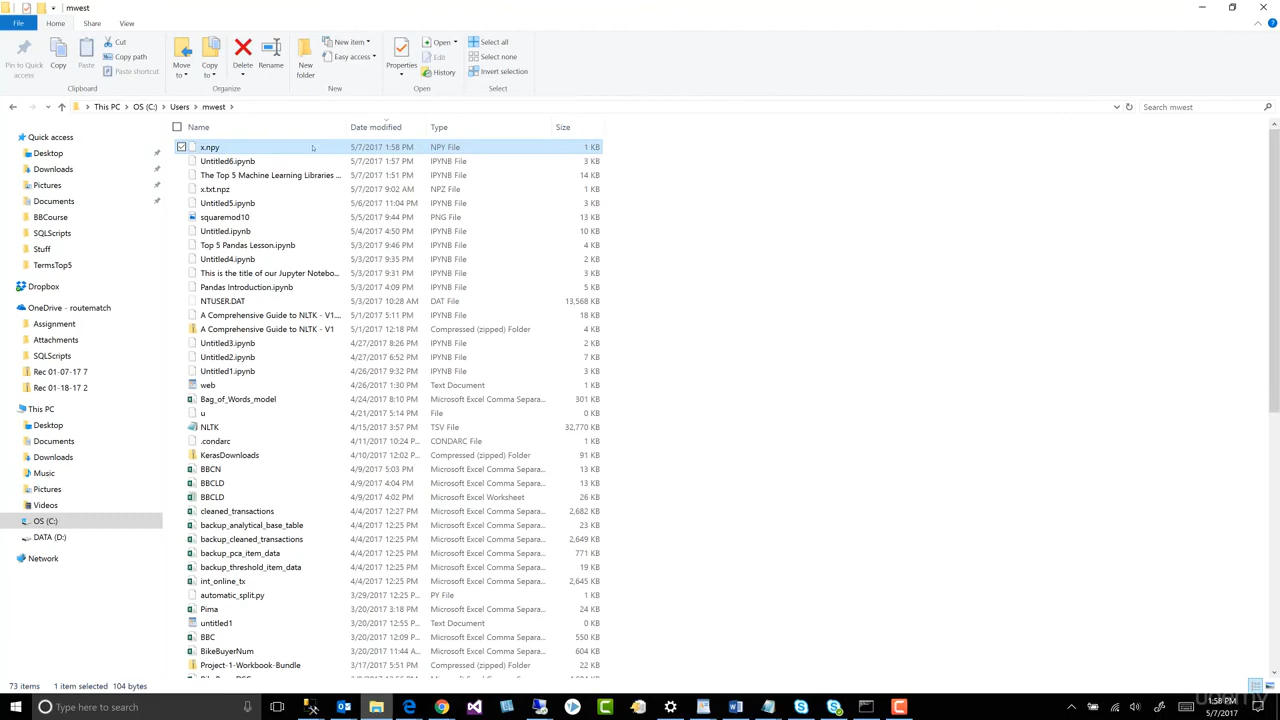 mwest
File
Home
Share
View
Pin to Quick access
Copy
Paste
Cut
Copy path
Paste shortcut
Clipboard
Move to
Copy to
Delete
Rename
Organize
New folder
New item
Easy access
New
Properties
Open
Edit
History
Open
Select all
Select none
Invert selection
Select
This PC > OS (C:) > Users > mwest >
Search mwest
Quick access
Desktop
Downloads
Pictures
Documents
BBCourse
SQLScripts
Stuff
TermsTop5
Dropbox
OneDrive - routematch
Assignment
Attachments
SQLScripts
Rec 01-07-17 7
Rec 01-18-17 2
This PC
Desktop
Documents
Downloads
Music
Pictures
Videos
OS (C:)
DATA (D:)
Network
Name Date modified Type Size
x.npy 5/7/2017 1:58 PM NPY File 1 KB
Untitled6.ipynb 5/7/2017 1:57 PM IPYNB File 3 KB
The Top 5 Machine Learning Libraries ... 5/7/2017 1:51 PM IPYNB File 14 KB
x.txt.npz 5/7/2017 9:02 AM NPZ File 1 KB
Untitled5.ipynb 5/6/2017 11:04 PM IPYNB File 3 KB
squaremod10 5/5/2017 9:44 PM PNG File 13 KB
Untitled.ipynb 5/4/2017 4:50 PM IPYNB File 10 KB
Top 5 Pandas Lesson.ipynb 5/3/2017 9:46 PM IPYNB File 4 KB
Untitled4.ipynb 5/3/2017 9:35 PM IPYNB File 2 KB
This is the title of our Jupyter Notebo... 5/3/2017 9:31 PM IPYNB File 3 KB
Pandas Introduction.ipynb 5/3/2017 4:09 PM IPYNB File 5 KB
NTUSER.DAT 5/3/2017 10:28 AM DAT File 13,568 KB
A Comprehensive Guide to NLTK - V1.... 5/1/2017 5:11 PM IPYNB File 18 KB
A Comprehensive Guide to NLTK - V1 5/1/2017 12:18 PM Compressed (zipped) Folder 4 KB
Untitled3.ipynb 4/27/2017 8:26 PM IPYNB File 2 KB
Untitled2.ipynb 4/27/2017 6:52 PM IPYNB File 7 KB
Untitled1.ipynb 4/26/2017 9:32 PM IPYNB File 3 KB
web 4/26/2017 1:30 PM Text Document 1 KB
Bag_of_Words_model 4/24/2017 8:10 PM Microsoft Excel Comma Separa... 301 KB
u 4/21/2017 5:14 PM File 0 KB
NLTK 4/15/2017 3:57 PM TSV File 32,770 KB
.condarc 4/11/2017 10:24 P... CONDARC File 1 KB
KerasDownloads 4/10/2017 12:02 P... Compressed (zipped) Folder 91 KB
BBCN 4/9/2017 5:03 PM Microsoft Excel Comma Separa... 13 KB
BBCLD 4/9/2017 4:04 PM Microsoft Excel Comma Separa... 13 KB
BBCLD 4/9/2017 4:02 PM Microsoft Excel Worksheet 26 KB
cleaned_transactions 4/4/2017 12:27 PM Microsoft Excel Comma Separa... 2,682 KB
backup_analytical_base_table 4/4/2017 12:25 PM Microsoft Excel Comma Separa... 23 KB
backup_cleaned_transactions 4/4/2017 12:25 PM Microsoft Excel Comma Separa... 2,649 KB
backup_pca_item_data 4/4/2017 12:25 PM Microsoft Excel Comma Separa... 771 KB
backup_threshold_item_data 4/4/2017 12:25 PM Microsoft Excel Comma Separa... 19 KB
int_online_tx 4/4/2017 12:25 PM Microsoft Excel Comma Separa... 2,645 KB
automatic_split.py 3/29/2017 12:25 P... PY File 1 KB
Pima 3/20/2017 3:18 PM Microsoft Excel Comma Separa... 24 KB
untitled1 3/20/2017 12:55 P... Text Document 0 KB
BBC 3/20/2017 12:09 P... Microsoft Excel Comma Separa... 550 KB
BikeBuyerNum 3/20/2017 11:44 A... Microsoft Excel Comma Separa... 604 KB
Project-1-Workbook-Bundle 3/17/2017 5:51 PM Compressed (zipped) Folder 22 KB
73 items 1 item selected 104 bytes
Type here to search
1:58 PM
5/7/2017